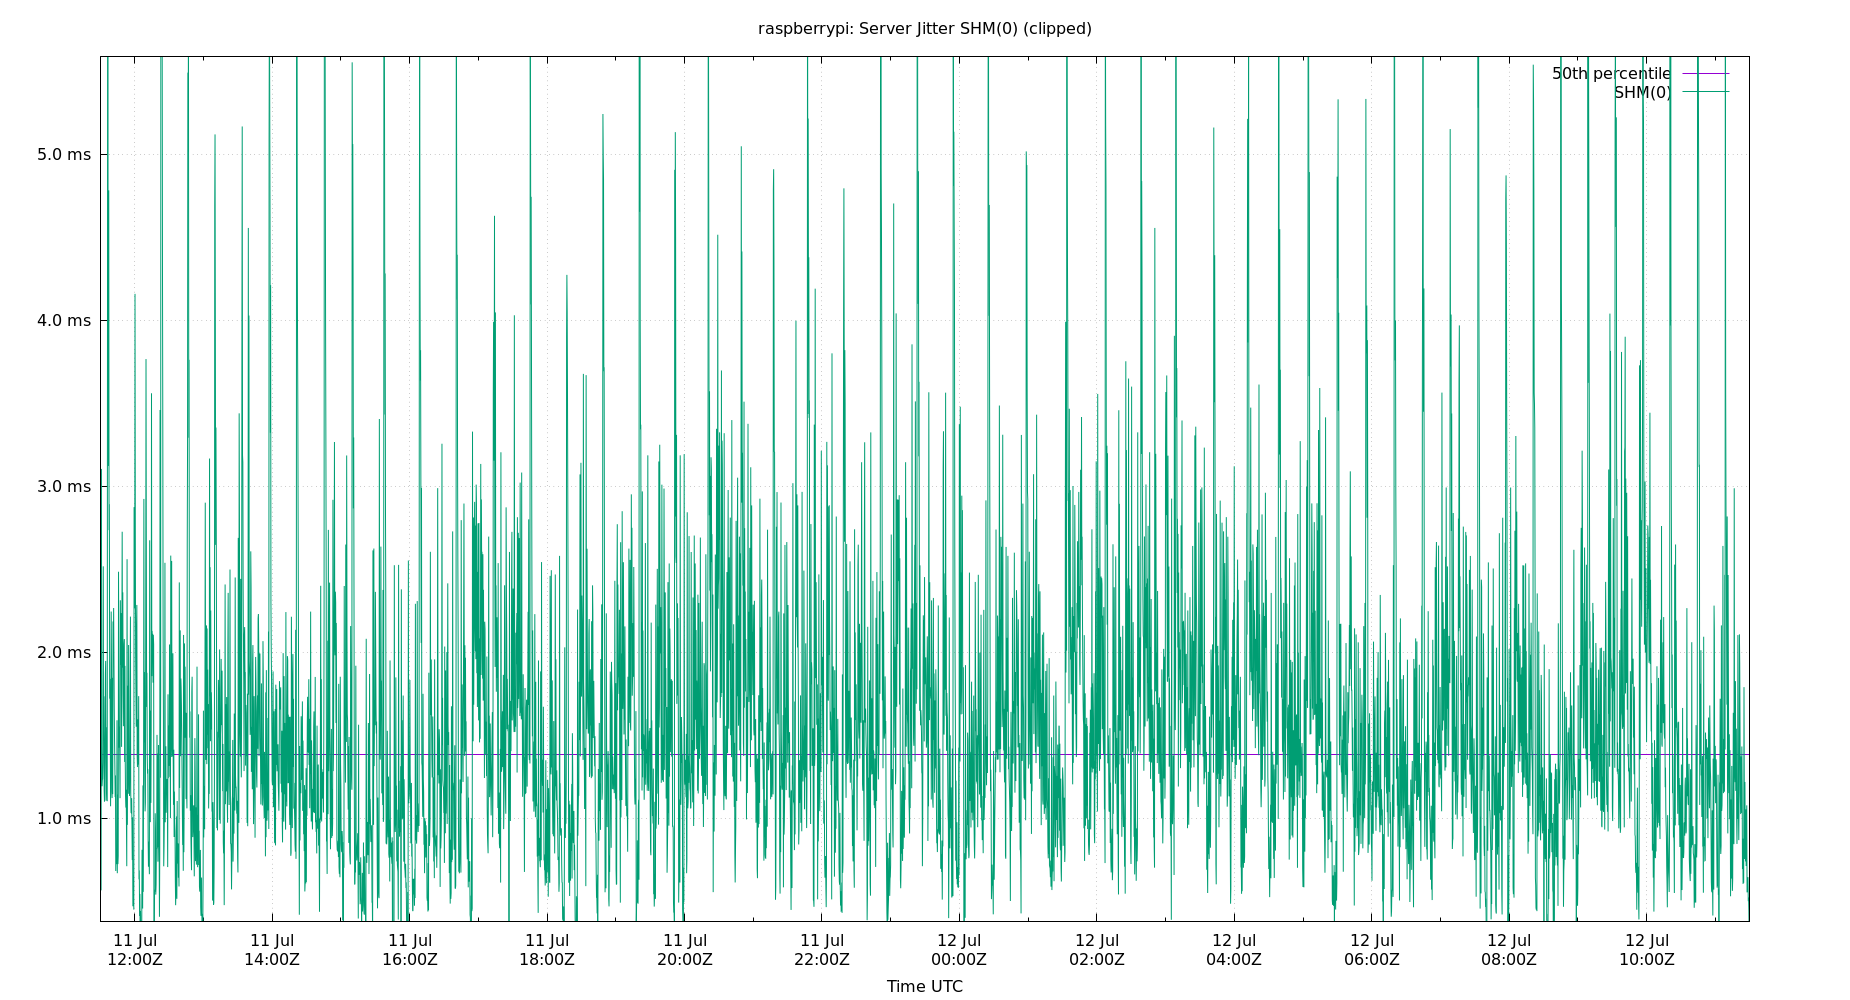 raspberrypi: Server Jitter SHM(0) (clipped)
50th percentile
SHM(0)
5.0 ms
4.0 ms
3.0 ms
2.0 ms
1.0 ms
11 Jul 11 Jul 11 Jul 11 Jul 11 Jul 11 Jul 12 Jul 12 Jul 12 Jul 12 Jul 12 Jul 12 Jul
12:00Z 14:00Z 16:00Z 18:00Z 20:00Z 22:00Z 00:00Z 02:00Z 04:00Z 06:00Z 08:00Z 10:00Z
Time UTC